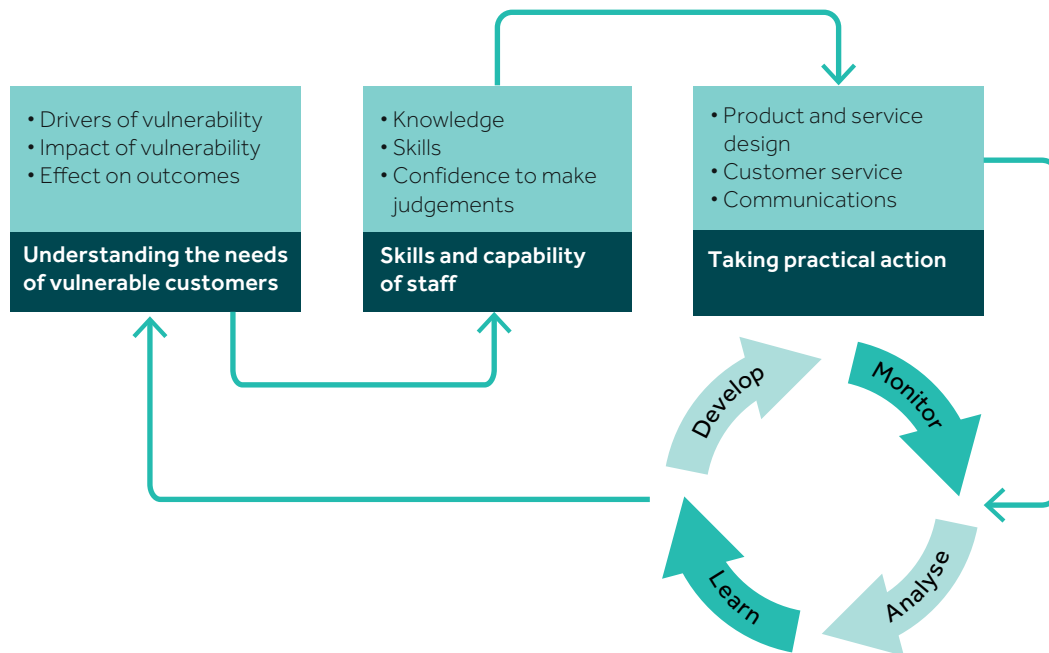 • Drivers of vulnerability
• Impact of vulnerability
• Effect on outcomes
Understanding the needs
of vulnerable customers
• Knowledge
• Skills
• Confidence to make
judgements
Skills and capability
of staff
• Product and service
design
• Customer service
• Communications
Taking practical action
Develop
Monitor
Analyse
Learn